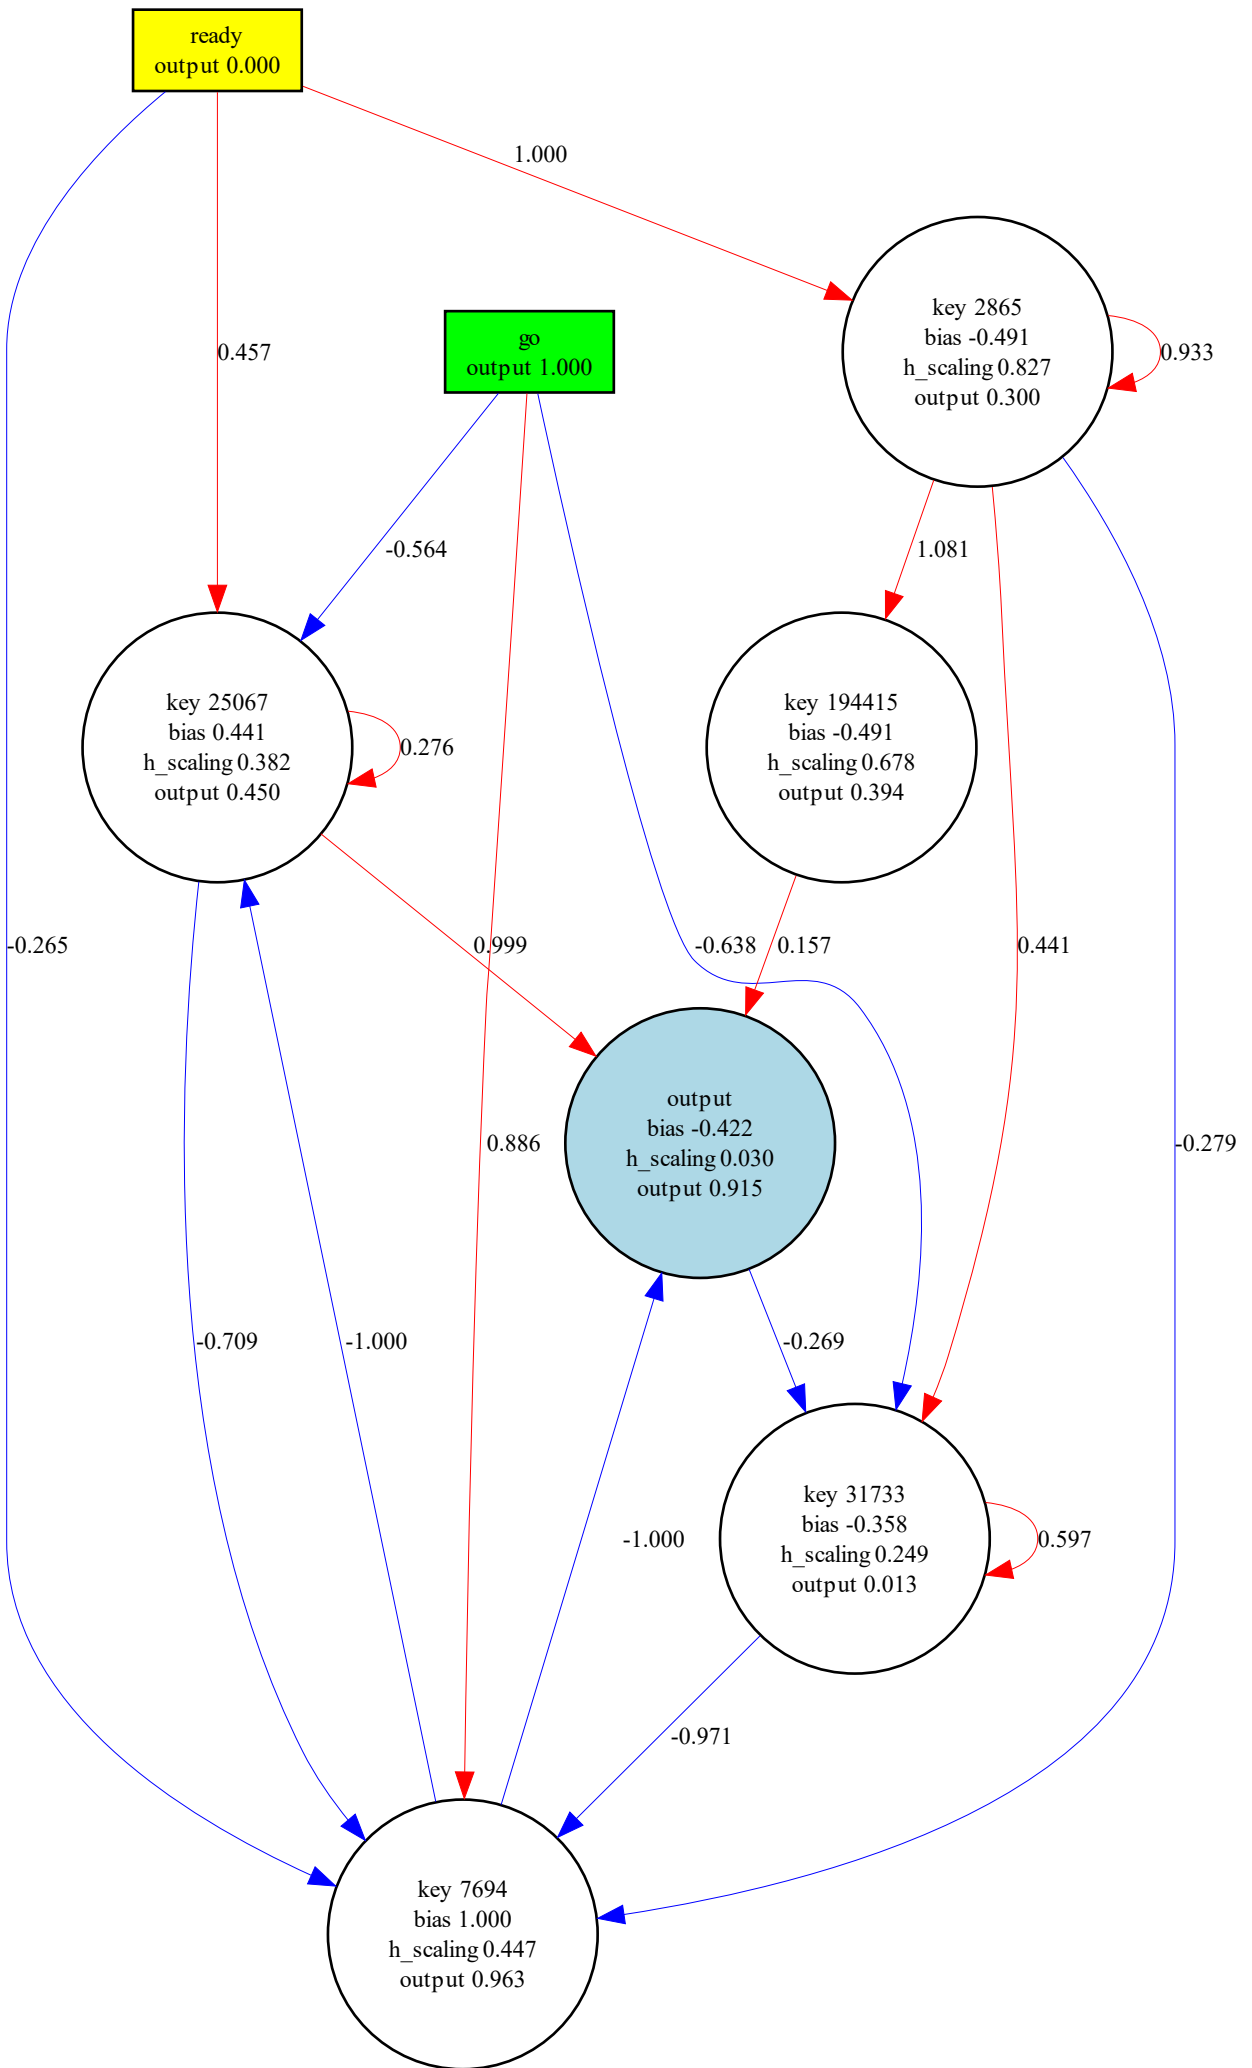 ready
output 0.000
1.000
key 2865
bias -0.491
h_scaling 0.827
output 0.300
0.933
go
output 1.000
0.457
-0.564
1.081
key 25067
bias 0.441
h_scaling 0.382
output 0.450
0.276
key 194415
bias -0.491
h_scaling 0.678
output 0.394
-0.265
0.999
-0.638
0.157
0.441
output
bias -0.422
h_scaling 0.030
output 0.915
0.886
-0.279
-0.709
-1.000
-0.269
-1.000
key 31733
bias -0.358
h_scaling 0.249
output 0.013
0.597
-0.971
key 7694
bias 1.000
h_scaling 0.447
output 0.963